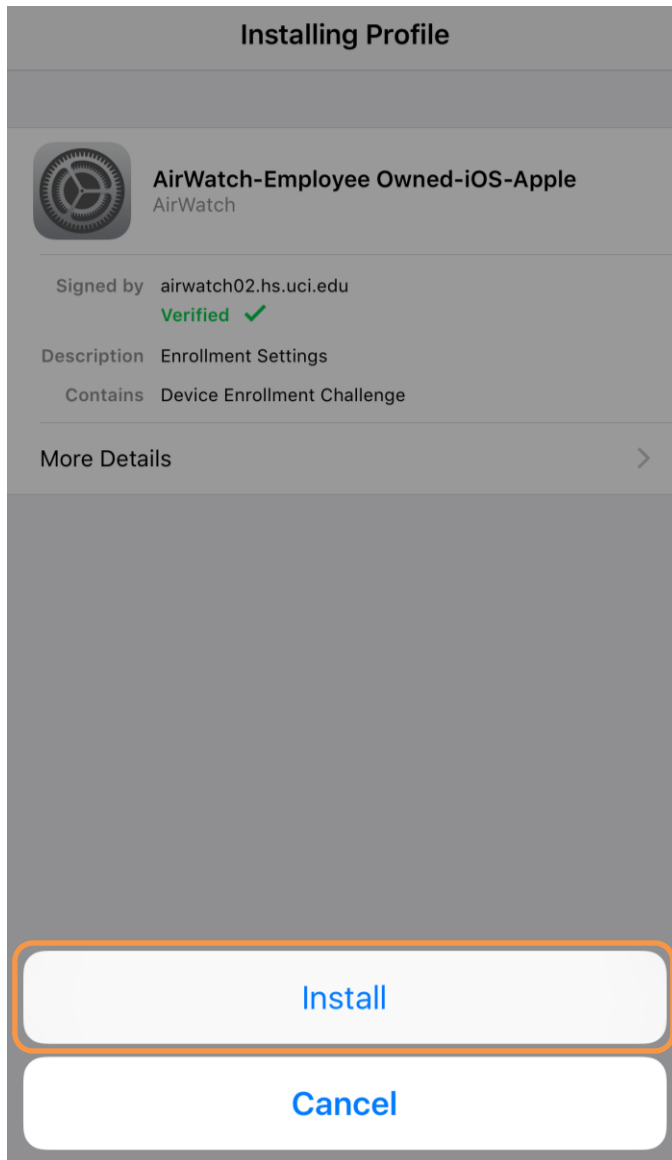 Installing Profile
AirWatch-Employee Owned-iOS-Apple
AirWatch
Signed by airwatch02.hs.uci.edu
Verified ✓
Description Enrollment Settings
Contains Device Enrollment Challenge
More Details
Install
Cancel